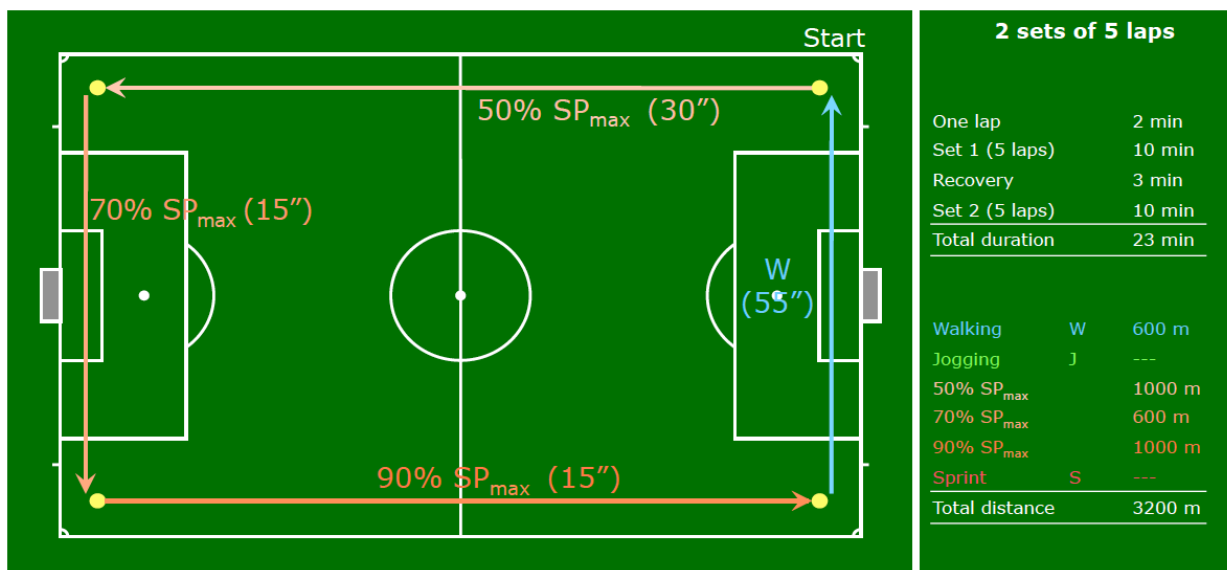 Start
50% SPmax (30″)
70% SPmax (15″)
W
(55″)
90% SPmax (15″)
2 sets of 5 laps
One lap 2 min
Set 1 (5 laps) 10 min
Recovery 3 min
Set 2 (5 laps) 10 min
Total duration 23 min
Walking W 600 m
Jogging J ---
50% SPmax 1000 m
70% SPmax 600 m
90% SPmax 1000 m
Sprint S ---
Total distance 3200 m